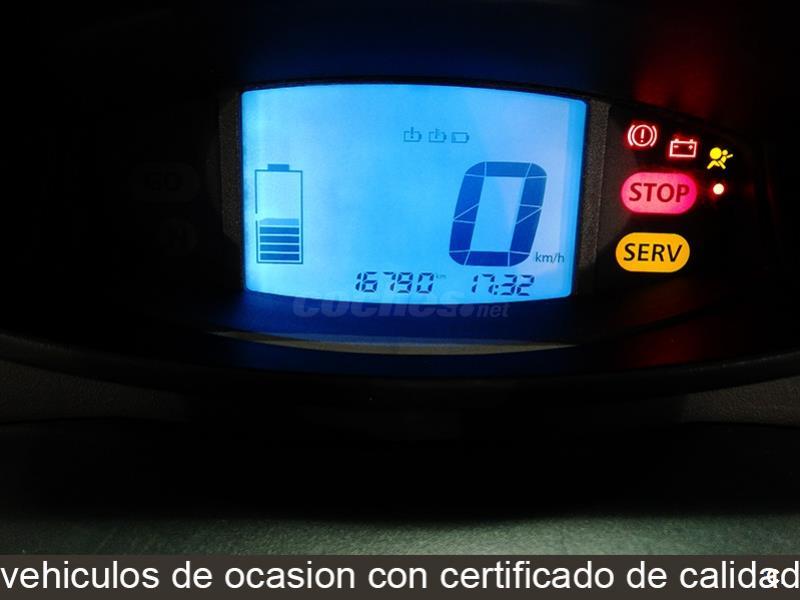 0 km/h
16790 km 17:32
STOP
SERV
coches.net
vehiculos de ocasion con certificado de calidad